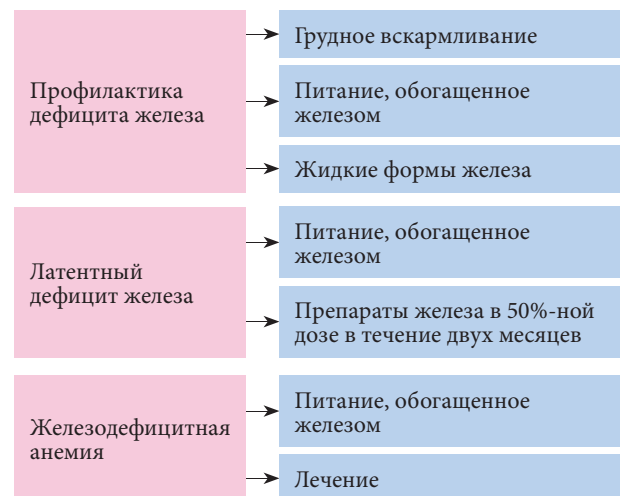 Профилактика
дефицита железа
Грудное вскармливание
Питание, обогащенное
железом
Жидкие формы железа
Латентный
дефицит железа
Питание, обогащенное
железом
Препараты железа в 50%-ной
дозе в течение двух месяцев
Железодефицитная
анемия
Питание, обогащенное
железом
Лечение